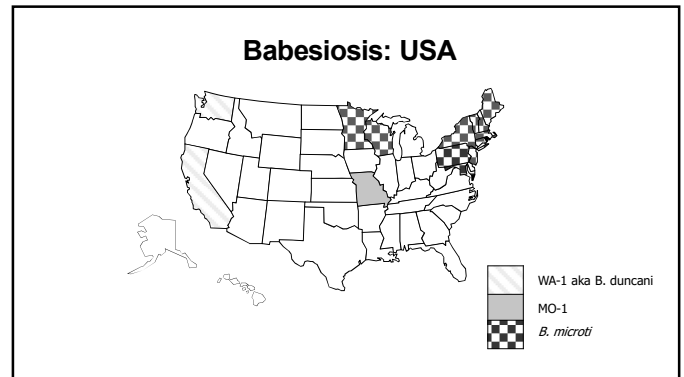 Babesiosis: USA
WA-1 aka B. duncani
MO-1
B. microti